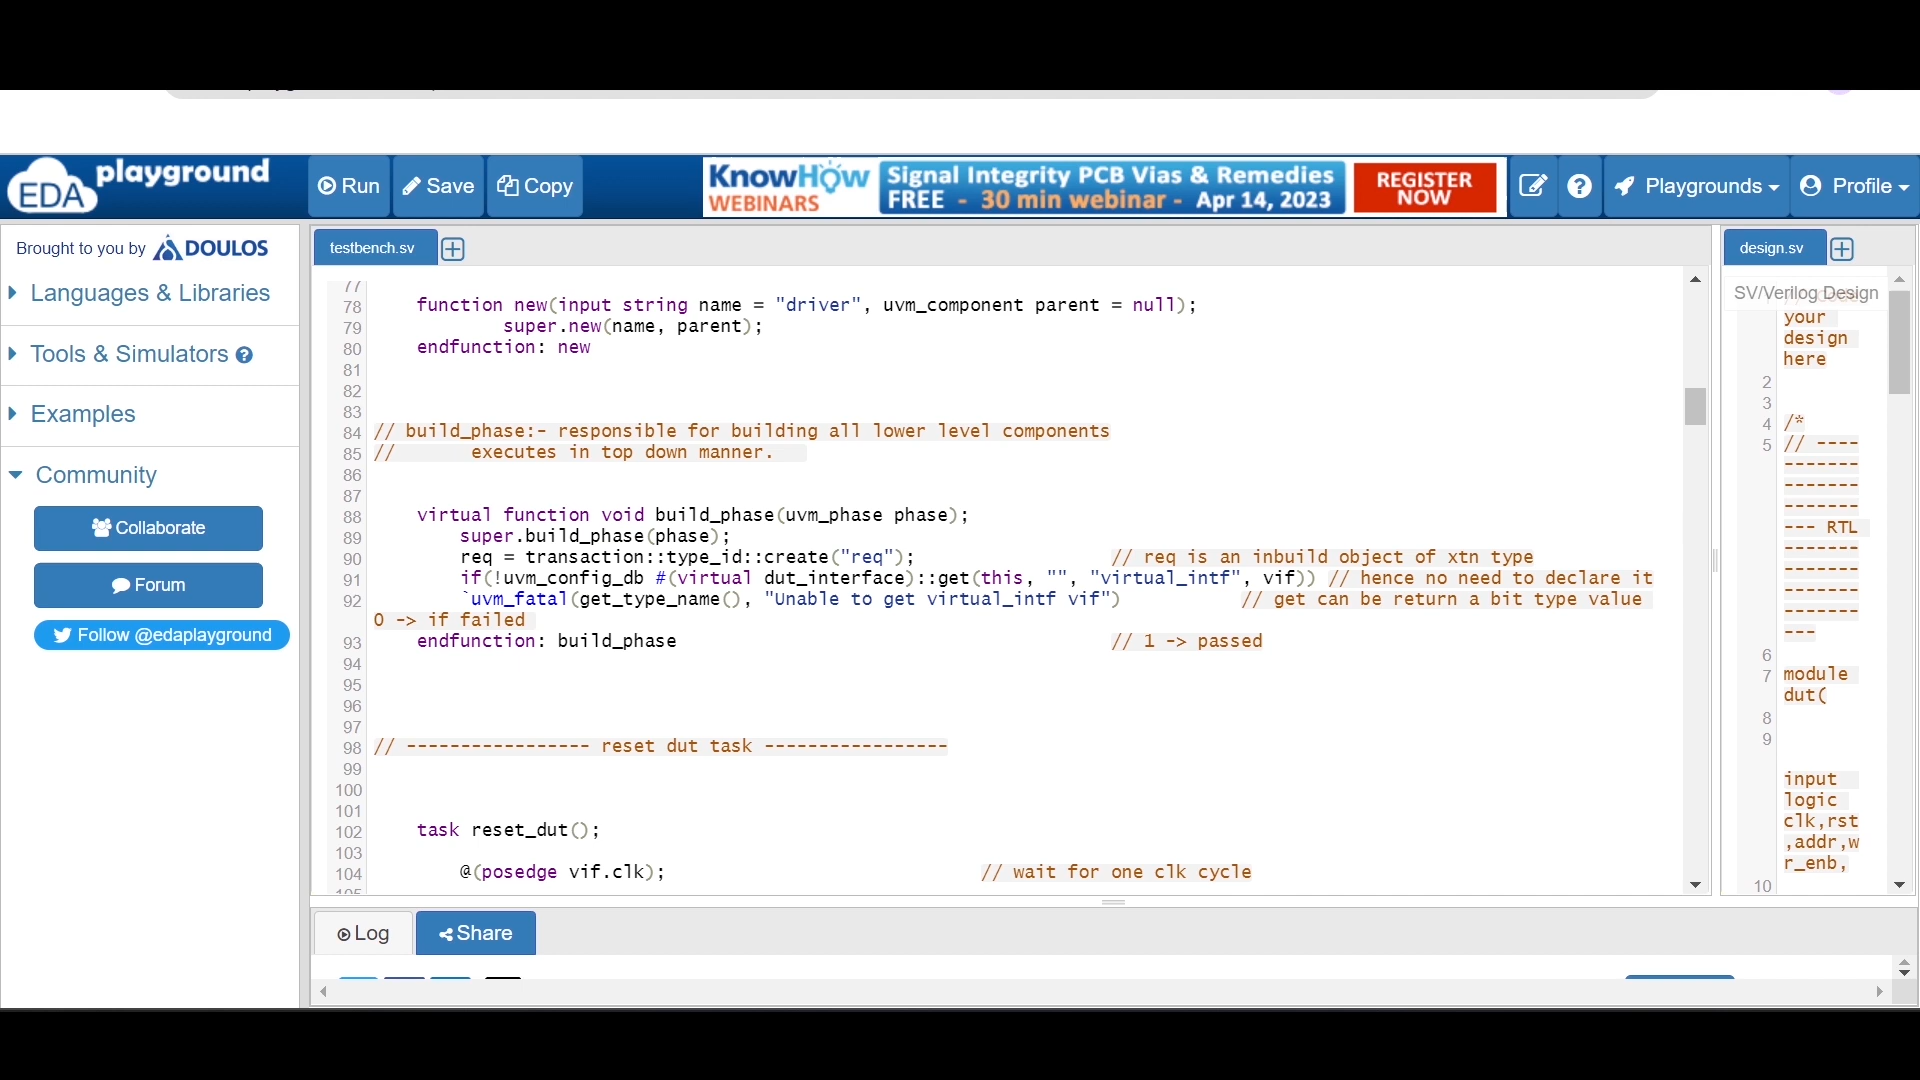 EDA playground
Run
Save
Copy
KnowHow WEBINARS
Signal Integrity PCB Vias & Remedies
FREE - 30 min webinar - Apr 14, 2023
REGISTER NOW
Playgrounds
Profile
Brought to you by DOULOS
Languages & Libraries
Tools & Simulators
Examples
Community
Collaborate
Forum
Follow @edaplayground
testbench.sv
77
78 function new(input string name = "driver", uvm_component parent = null);
79 super.new(name, parent);
80 endfunction: new
81
82
83
84 // build_phase:- responsible for building all lower level components
85 // executes in top down manner.
86
87
88 virtual function void build_phase(uvm_phase phase);
89 super.build_phase(phase);
90 req = transaction::type_id::create("req"); // req is an inbuild object of xtn type
91 if(!uvm_config_db #(virtual dut_interface)::get(this, "", "virtual_intf", vif)) // hence no need to declare it
92 `uvm_fatal(get_type_name(), "Unable to get virtual_intf vif") // get can be return a bit type value
0 -> if failed
93 endfunction: build_phase // 1 -> passed
94
95
96
97
98 // ----------------- reset dut task -----------------
99
100
101
102 task reset_dut();
103
104 @(posedge vif.clk); // wait for one clk cycle
105
design.sv
SV/Verilog Design
your
design
here
2
3
4 /*
5 // ----
-------
-------
-------
--- RTL
-------
-------
-------
-------
---
6
7 module
dut(
8
9
input
logic
clk,rst
,addr,w
r_enb,
10
Log
Share